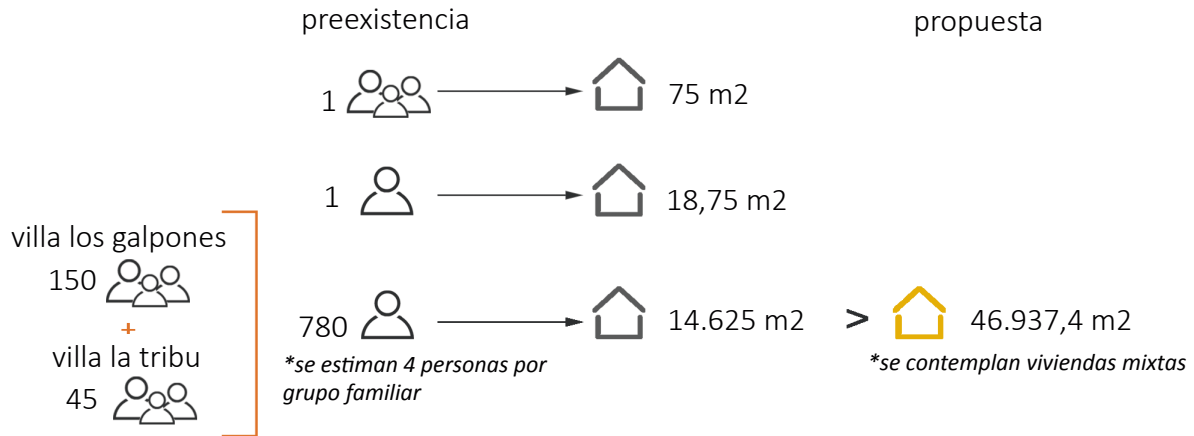 preexistencia
propuesta
1
75 m2
1
18,75 m2
villa los galpones
150
+
villa la tribu
45
780
14.625 m2
>
46.937,4 m2
*se estiman 4 personas por
grupo familiar
*se contemplan viviendas mixtas